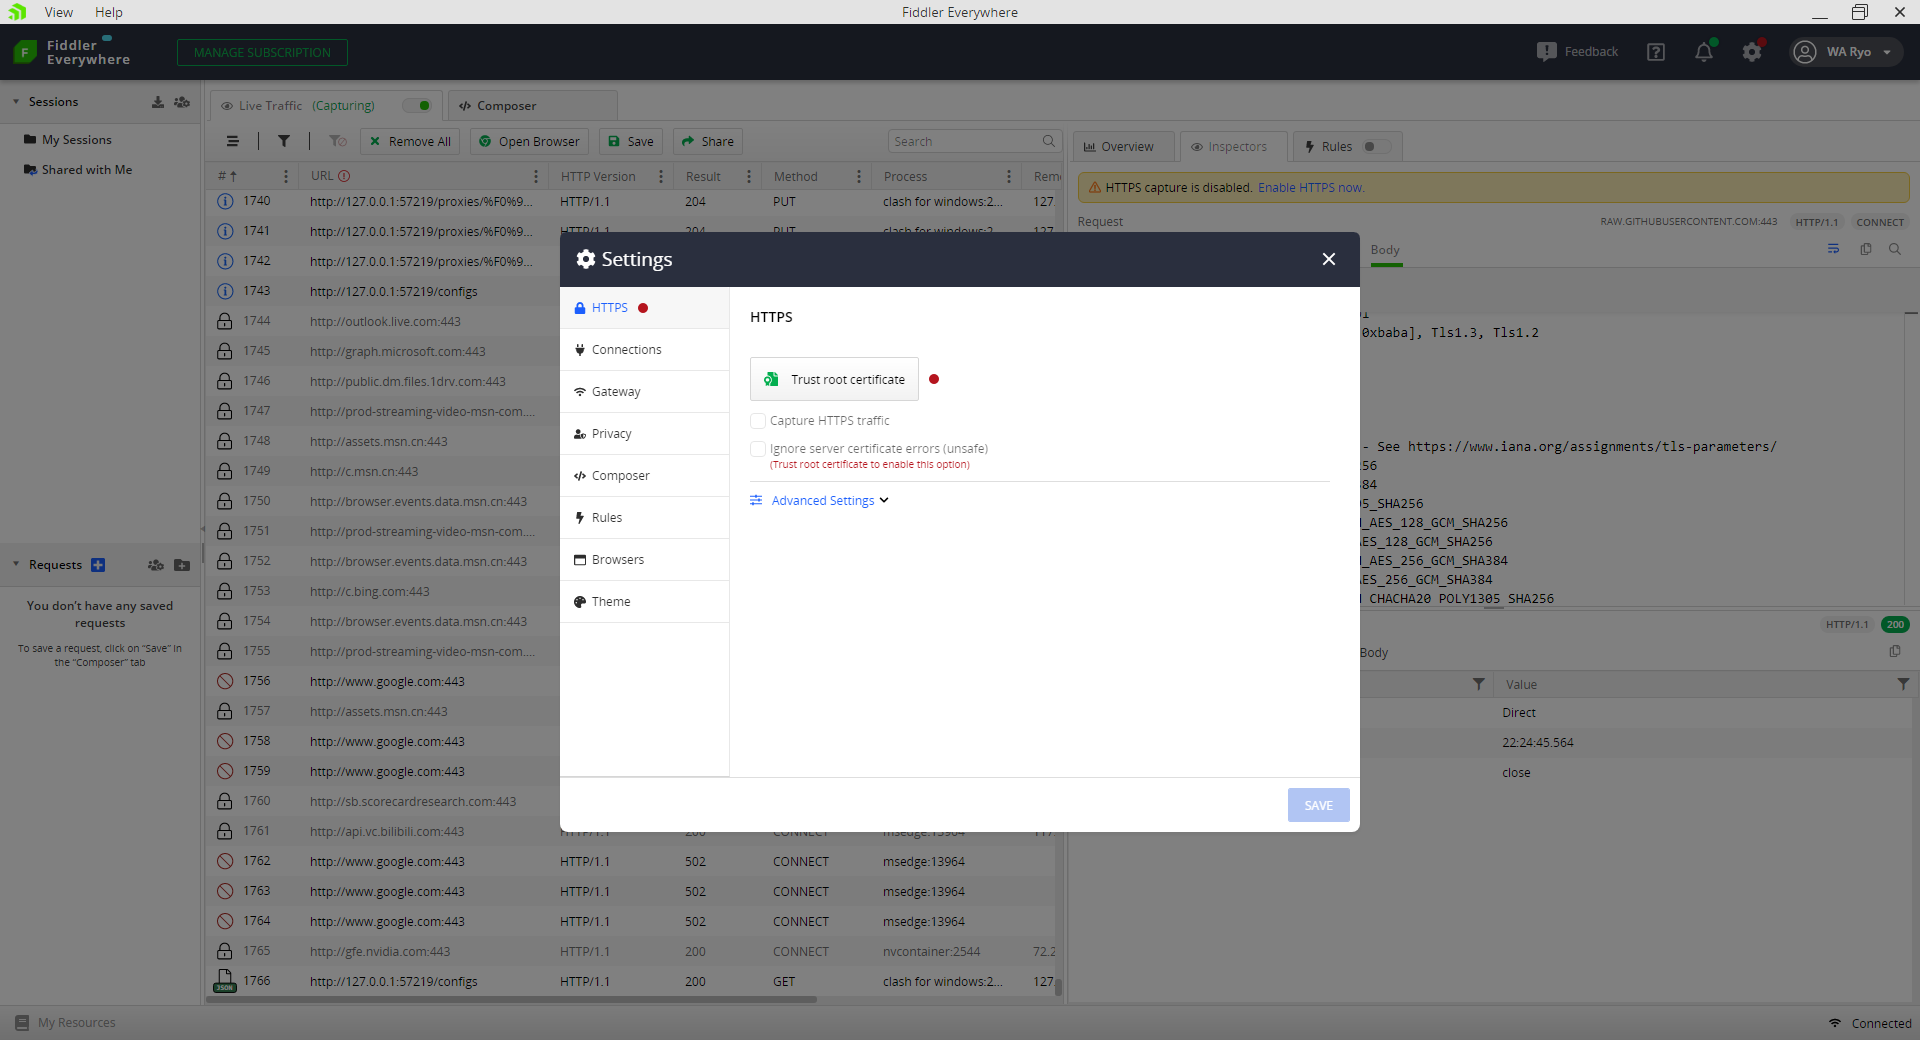 View Help Fiddler Everywhere
Fiddler
Everywhere
MANAGE SUBSCRIPTION
Feedback
WA Ryo
Sessions
My Sessions
Shared with Me
Requests
You don't have any saved
requests
To save a request, click on "Save" in
the "Composer" tab
Live Traffic (Capturing)
Composer
Remove All
Open Browser
Save
Share
Search
# URL HTTP Version Result Method Process
1740 http://127.0.0.1:57219/proxies/%F0%9... HTTP/1.1 204 PUT clash for windows:2... 127.
1741 http://127.0.0.1:57219/proxies/%F0%9... HTTP/1.1 204 PUT clash for windows:2... 127
1742 http://127.0.0.1:57219/proxies/%F0%9...
1743 http://127.0.0.1:57219/configs
1744 http://outlook.live.com:443
1745 http://graph.microsoft.com:443
1746 http://public.dm.files.1drv.com:443
1747 http://prod-streaming-video-msn-com....
1748 http://assets.msn.cn:443
1749 http://c.msn.cn:443
1750 http://browser.events.data.msn.cn:443
1751 http://prod-streaming-video-msn-com....
1752 http://browser.events.data.msn.cn:443
1753 http://c.bing.com:443
1754 http://browser.events.data.msn.cn:443
1755 http://prod-streaming-video-msn-com....
1756 http://www.google.com:443
1757 http://assets.msn.cn:443
1758 http://www.google.com:443
1759 http://www.google.com:443
1760 http://sb.scorecardresearch.com:443
1761 http://api.vc.bilibili.com:443 HTTP/1.1 200 CONNECT msedge:13964
1762 http://www.google.com:443 HTTP/1.1 502 CONNECT msedge:13964
1763 http://www.google.com:443 HTTP/1.1 502 CONNECT msedge:13964
1764 http://www.google.com:443 HTTP/1.1 502 CONNECT msedge:13964
1765 http://gfe.nvidia.com:443 HTTP/1.1 200 CONNECT nvcontainer:2544 72.2
JSON 1766 http://127.0.0.1:57219/configs HTTP/1.1 200 GET clash for windows:2... 127.
Settings
HTTPS
Connections
Gateway
Privacy
Composer
Rules
Browsers
Theme
HTTPS
Trust root certificate
Capture HTTPS traffic
Ignore server certificate errors (unsafe)
(Trust root certificate to enable this option)
Advanced Settings
SAVE
Overview Inspectors Rules
HTTPS capture is disabled. Enable HTTPS now.
Request RAW.GITHUBUSERCONTENT.COM:443 HTTP/1.1 CONNECT
Body
0xbaba], Tls1.3, Tls1.2
- See https://www.iana.org/assignments/tls-parameters/
_SHA256
_AES_128_GCM_SHA256
AES_128_GCM_SHA256
_AES_256_GCM_SHA384
AES_256_GCM_SHA384
CHACHA20_POLY1305_SHA256
HTTP/1.1 200
Body
Value
Direct
22:24:45.564
close
My Resources Connected